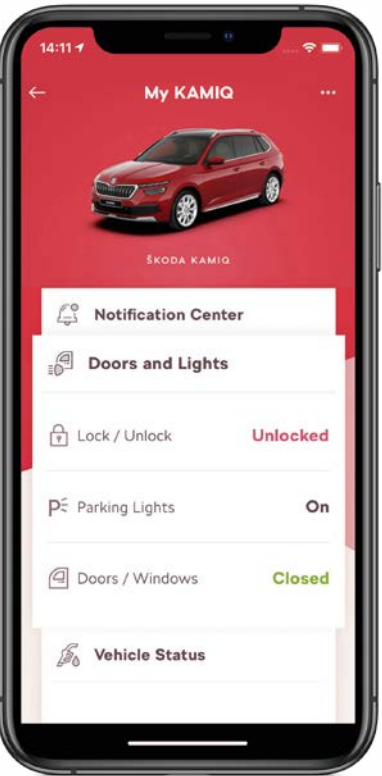 14:11
My KAMIQ
ŠKODA KAMIQ
Notification Center
Doors and Lights
Lock / Unlock Unlocked
Parking Lights On
Doors / Windows Closed
Vehicle Status